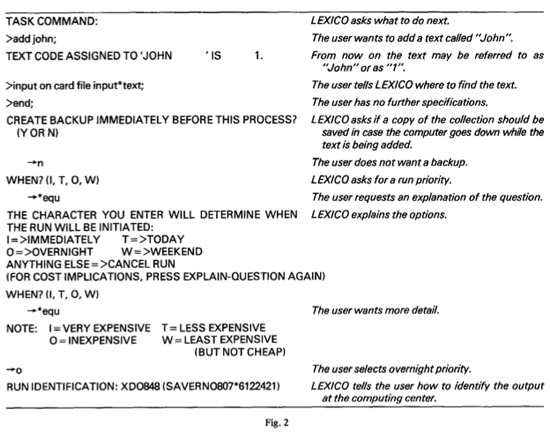 TASK COMMAND: LEXICO asks what to do next.
>add john; The user wants to add a text called "John".
TEXT CODE ASSIGNED TO 'JOHN ' IS 1. From now on the text may be referred to as
"John" or as "1".
>input on card file input*text; The user tells LEXICO where to find the text.
>end; The user has no further specifications.
CREATE BACKUP IMMEDIATELY BEFORE THIS PROCESS? LEXICO asks if a copy of the collection should be
(Y OR N) saved in case the computer goes down while the
text is being added.
→n The user does not want a backup.
WHEN? (I, T, O, W) LEXICO asks for a run priority.
→*equ The user requests an explanation of the question.
THE CHARACTER YOU ENTER WILL DETERMINE WHEN LEXICO explains the options.
THE RUN WILL BE INITIATED:
I=>IMMEDIATELY T=>TODAY
O=>OVERNIGHT W=>WEEKEND
ANYTHING ELSE=>CANCEL RUN
(FOR COST IMPLICATIONS, PRESS EXPLAIN-QUESTION AGAIN)
WHEN? (I, T, O, W)
→*equ The user wants more detail.
NOTE: I=VERY EXPENSIVE T=LESS EXPENSIVE
O=INEXPENSIVE W=LEAST EXPENSIVE
(BUT NOT CHEAP)
→o The user selects overnight priority.
RUN IDENTIFICATION: XDO848 (SAVERNO807*6122421) LEXICO tells the user how to identify the output
at the computing center.
Fig. 2